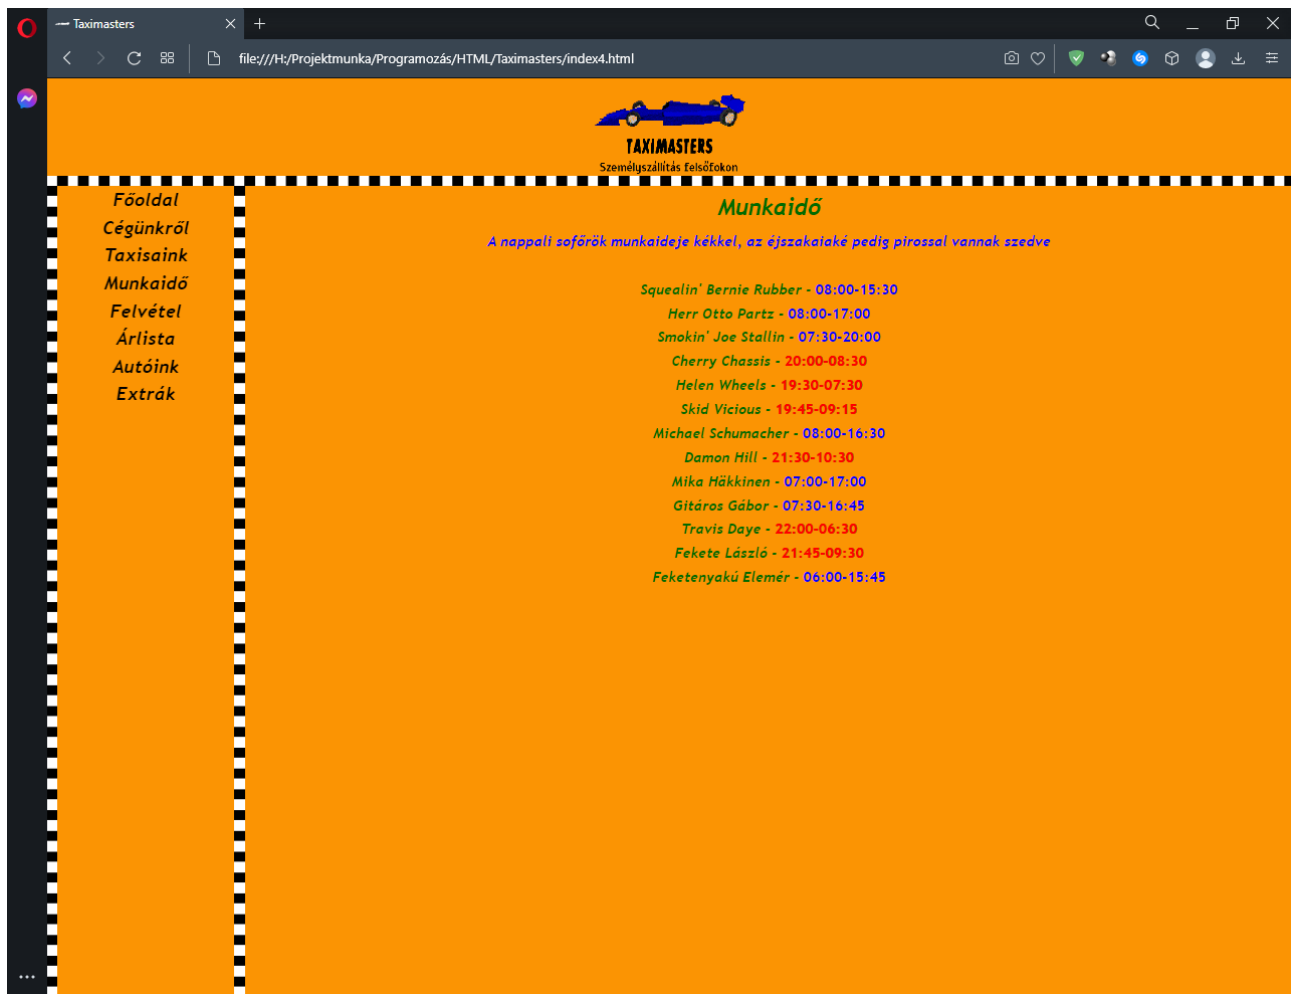 Taximasters
file:///H:/Projektmunka/Programozás/HTML/Taximasters/index4.html
TAXIMASTERS
Személyszállítás felsőfokon
Főoldal
Cégünkről
Taxisaink
Munkaidő
Felvétel
Árlista
Autóink
Extrák
Munkaidő
A nappali sofőrök munkaideje kékkel, az éjszakaiaké pedig pirossal vannak szedve
Squealin' Bernie Rubber - 08:00-15:30
Herr Otto Partz - 08:00-17:00
Smokin' Joe Stallin - 07:30-20:00
Cherry Chassis - 20:00-08:30
Helen Wheels - 19:30-07:30
Skid Vicious - 19:45-09:15
Michael Schumacher - 08:00-16:30
Damon Hill - 21:30-10:30
Mika Häkkinen - 07:00-17:00
Gitáros Gábor - 07:30-16:45
Travis Daye - 22:00-06:30
Fekete László - 21:45-09:30
Feketenyakú Elemér - 06:00-15:45